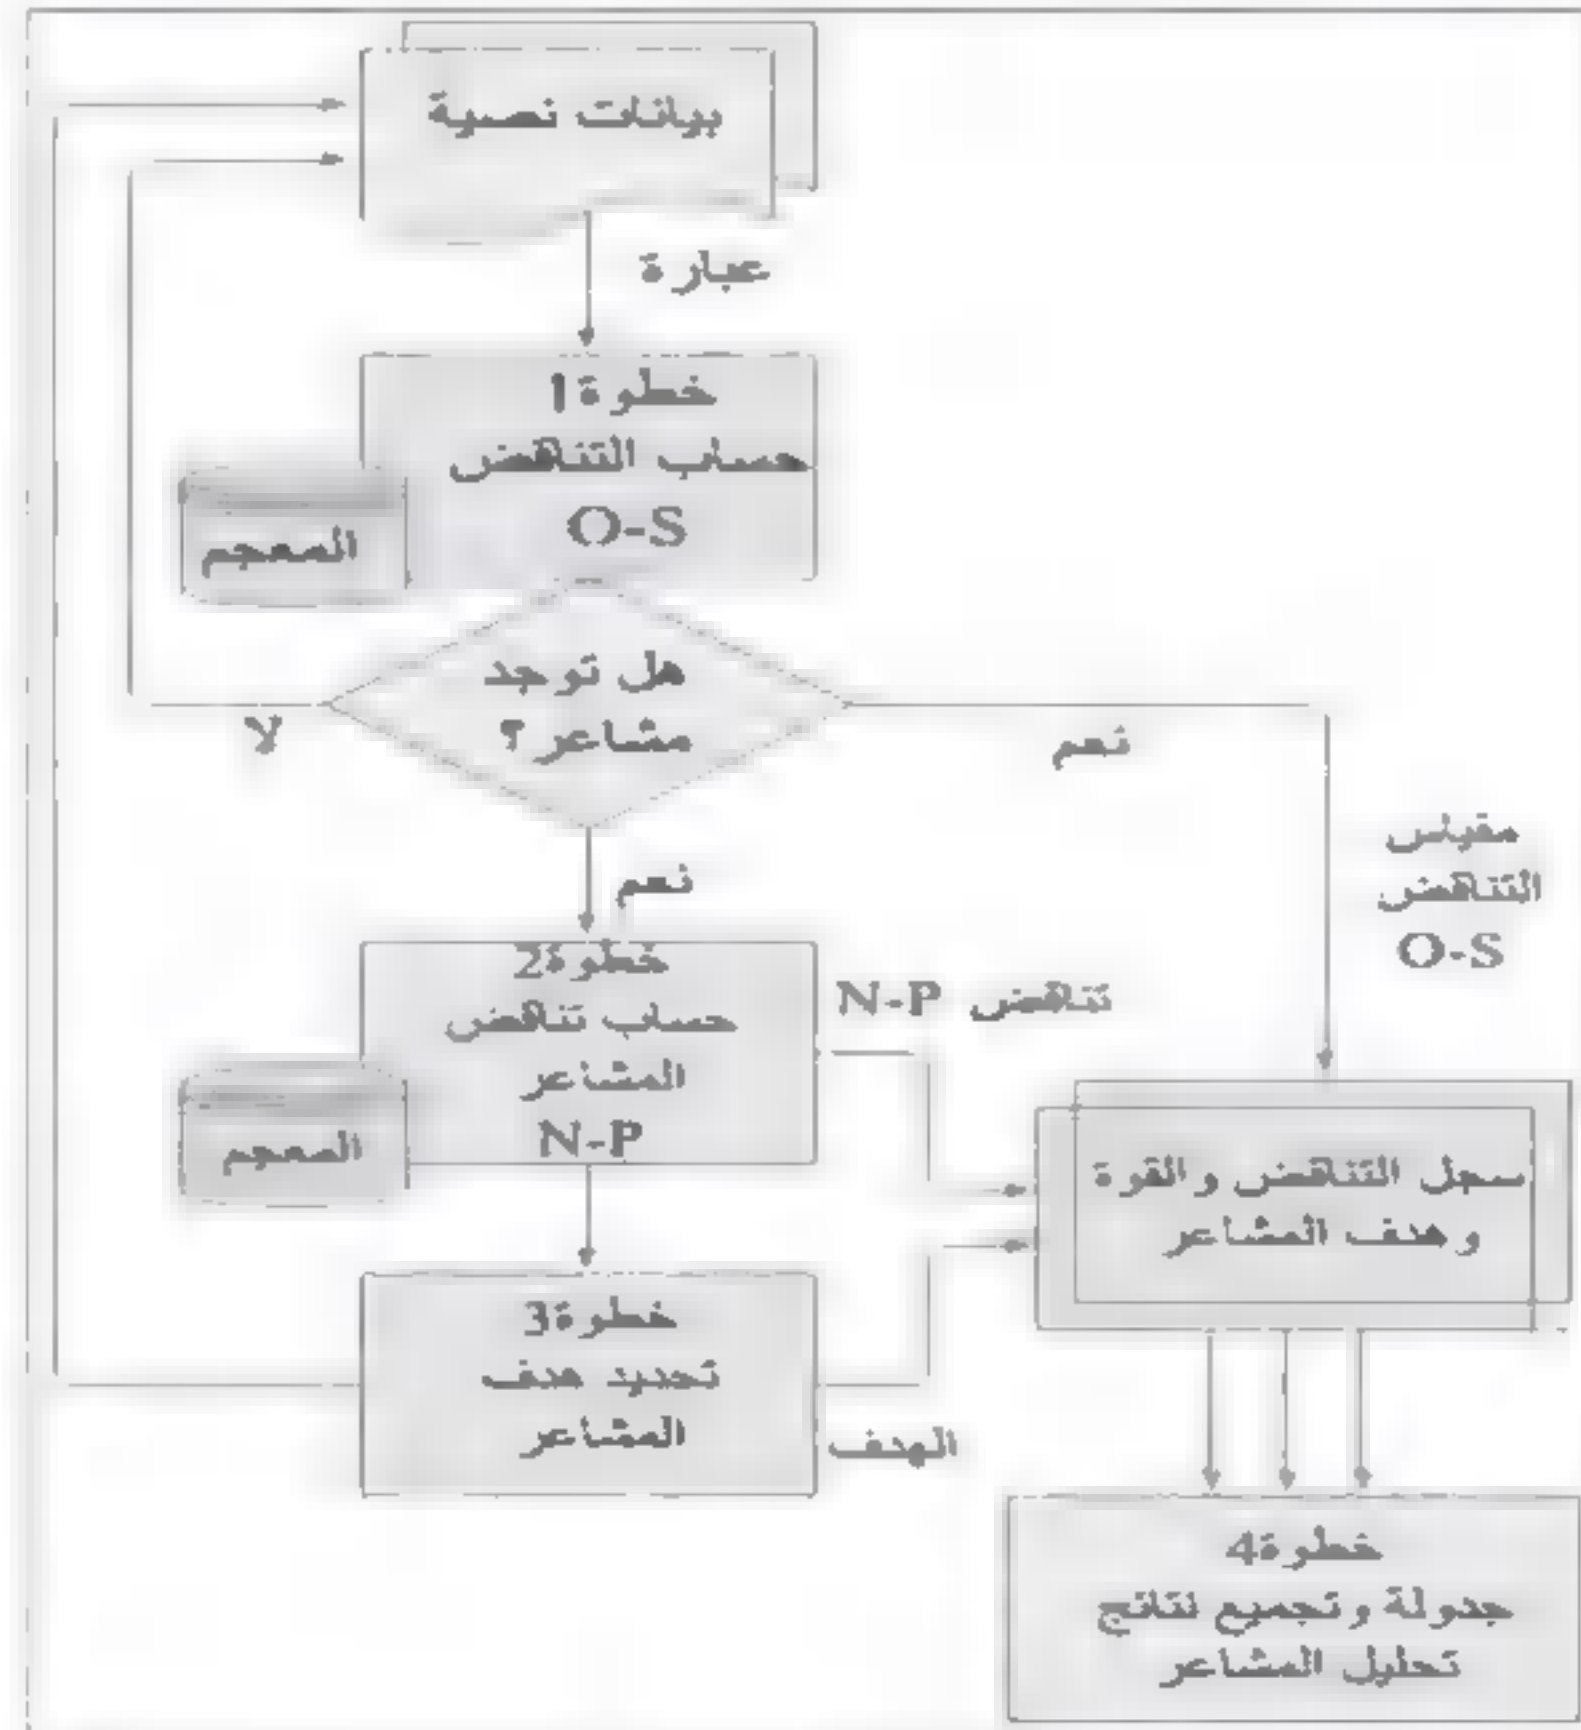 بيانات نصية
عبارة
خطوة1
حساب التناقض
O-S
المعجم
هل توجد
مشاعر؟
لا
نعم
نعم
مقياس
التناقض
O-S
خطوة2
حساب تناقض
المشاعر
N-P
تناقض N-P
المعجم
سجل التناقض والقوة
وهدف المشاعر
خطوة3
تحديد هدف
المشاعر
الهدف
خطوة4
جدولة وتجميع نتائج
تحليل المشاعر